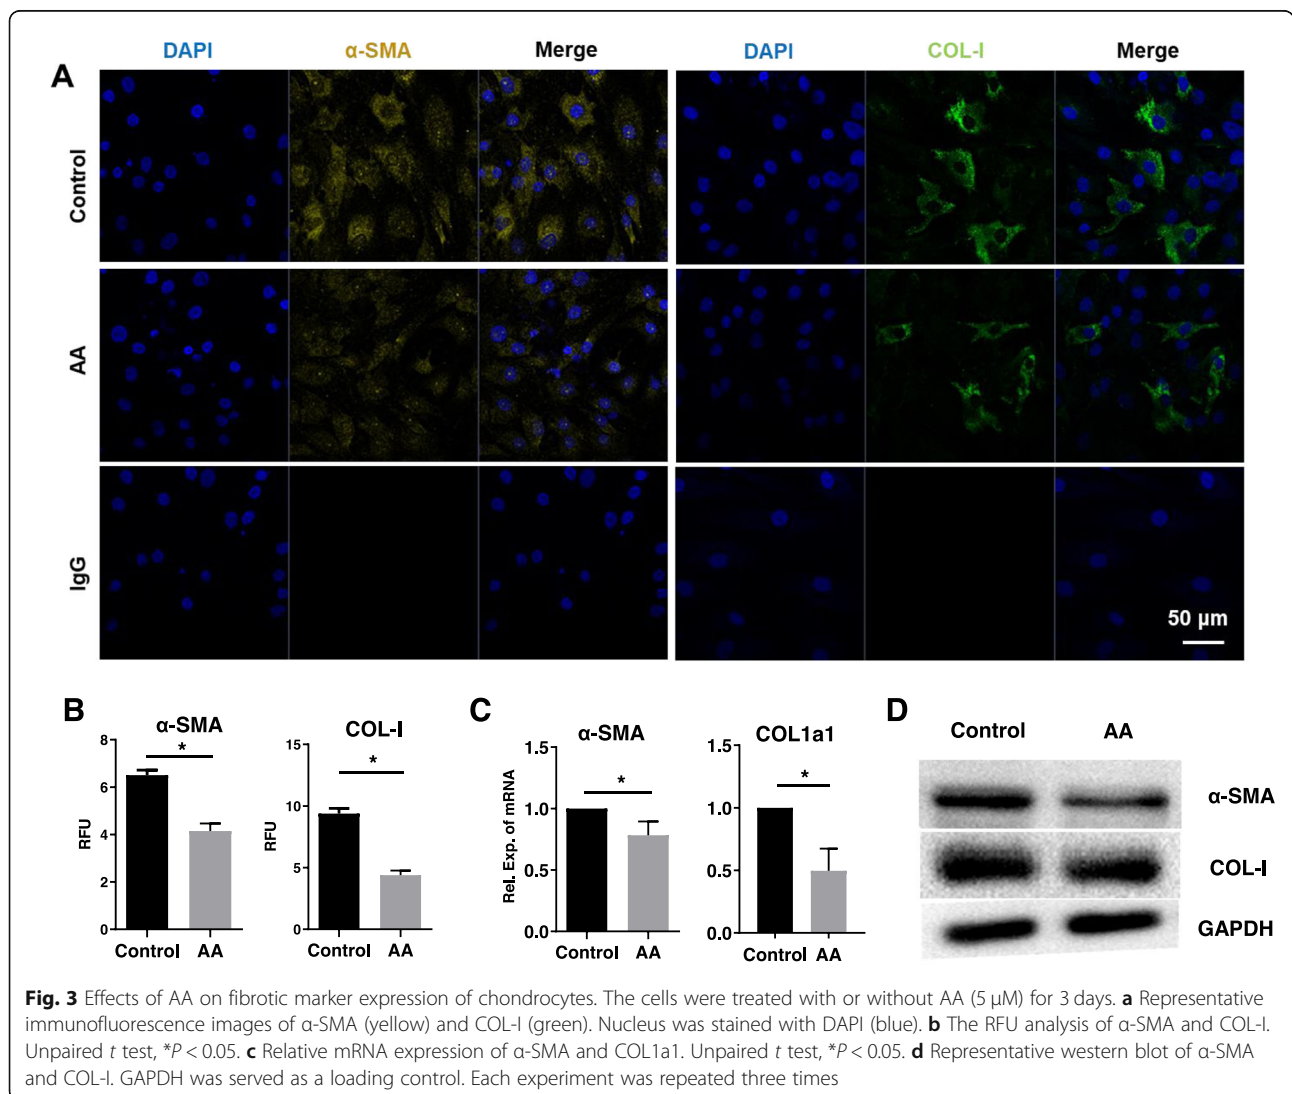 DAPI α-SMA Merge DAPI COL-I Merge
A
Control
AA
IgG
50 µm
B
α-SMA
RFU
8
6
4
2
0
*
Control AA
COL-I
RFU
15
10
5
0
*
Control AA
C
α-SMA
Rel. Exp. of mRNA
1.5
1.0
0.5
0.0
*
Control AA
COL1a1
1.5
1.0
0.5
0.0
*
Control AA
D
Control AA
α-SMA
COL-I
GAPDH
Fig. 3 Effects of AA on fibrotic marker expression of chondrocytes. The cells were treated with or without AA (5 µM) for 3 days. a Representative
immunofluorescence images of α-SMA (yellow) and COL-I (green). Nucleus was stained with DAPI (blue). b The RFU analysis of α-SMA and COL-I.
Unpaired t test, *P < 0.05. c Relative mRNA expression of α-SMA and COL1a1. Unpaired t test, *P < 0.05. d Representative western blot of α-SMA
and COL-I. GAPDH was served as a loading control. Each experiment was repeated three times